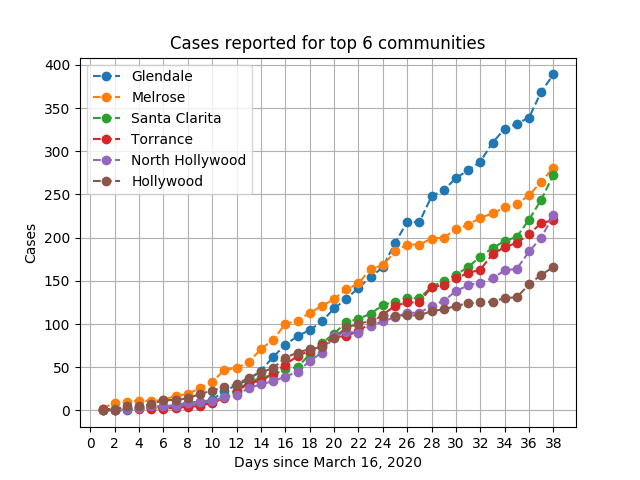 Cases reported for top 6 communities
400
350
300
250
200
150
100
50
0
Cases
Glendale
Melrose
Santa Clarita
Torrance
North Hollywood
Hollywood
0 2 4 6 8 10 12 14 16 18 20 22 24 26 28 30 32 34 36 38
Days since March 16, 2020